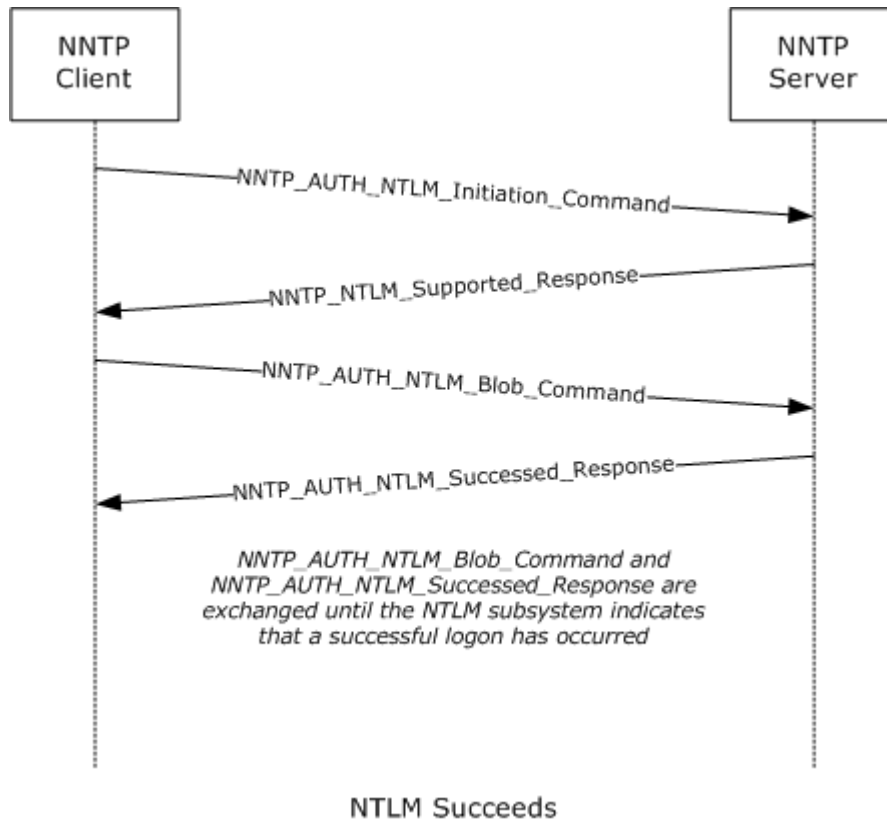 NNTP
Client
NNTP
Server
NNTP_AUTH_NTLM_Initiation_Command
NNTP_NTLM_Supported_Response
NNTP_AUTH_NTLM_Blob_Command
NNTP_AUTH_NTLM_Successed_Response
NNTP_AUTH_NTLM_Blob_Command and
NNTP_AUTH_NTLM_Successed_Response are
exchanged until the NTLM subsystem indicates
that a successful logon has occurred
NTLM Succeeds